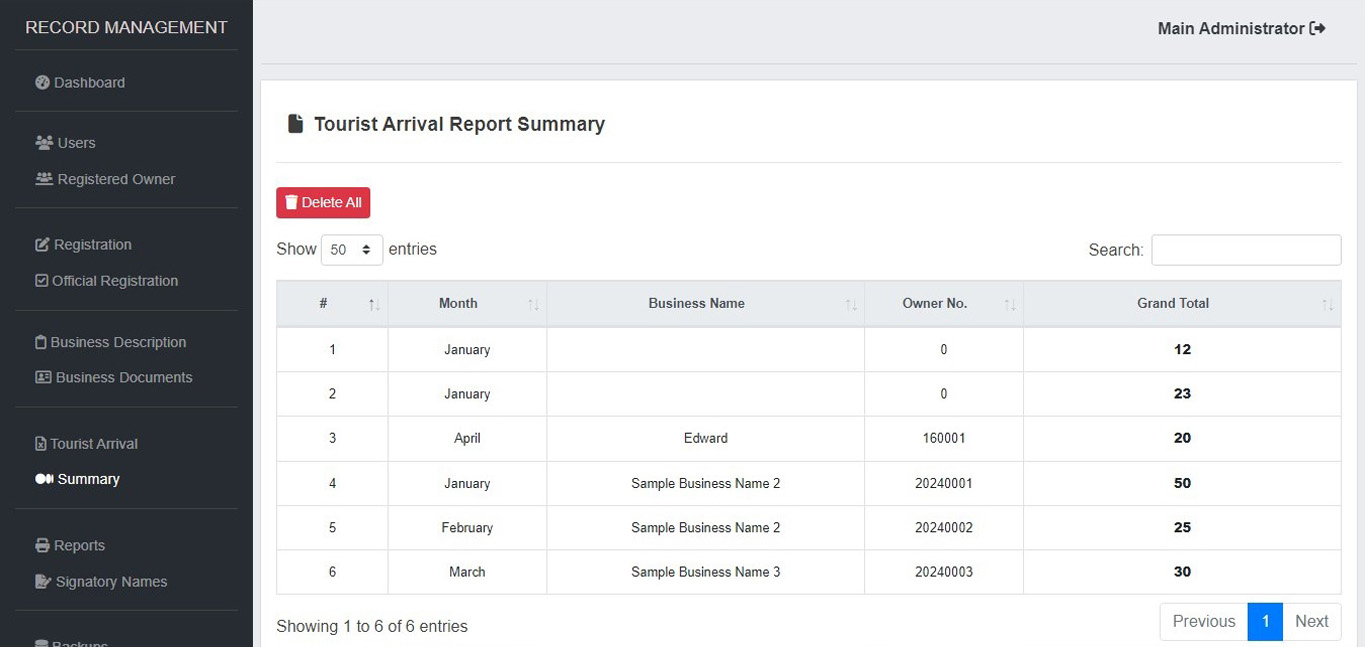 RECORD MANAGEMENT
Dashboard
Users
Registered Owner
Registration
Official Registration
Business Description
Business Documents
Tourist Arrival
Summary
Reports
Signatory Names
Backups
Main Administrator
Tourist Arrival Report Summary
Delete All
Show 50 entries
Search:
# Month Business Name Owner No. Grand Total
1 January 0 12
2 January 0 23
3 April Edward 160001 20
4 January Sample Business Name 2 20240001 50
5 February Sample Business Name 2 20240002 25
6 March Sample Business Name 3 20240003 30
Showing 1 to 6 of 6 entries
Previous 1 Next